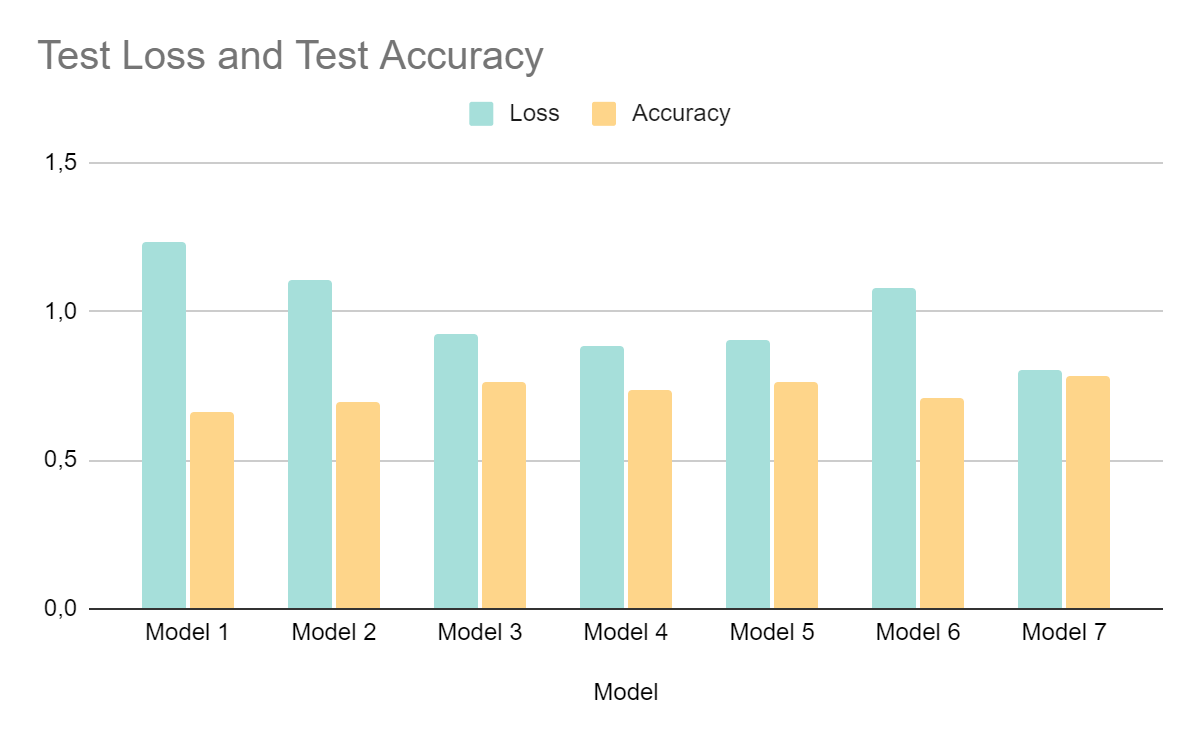 Test Loss and Test Accuracy
Loss Accuracy
1,5
1,0
0,5
0,0
Model 1 Model 2 Model 3 Model 4 Model 5 Model 6 Model 7
Model